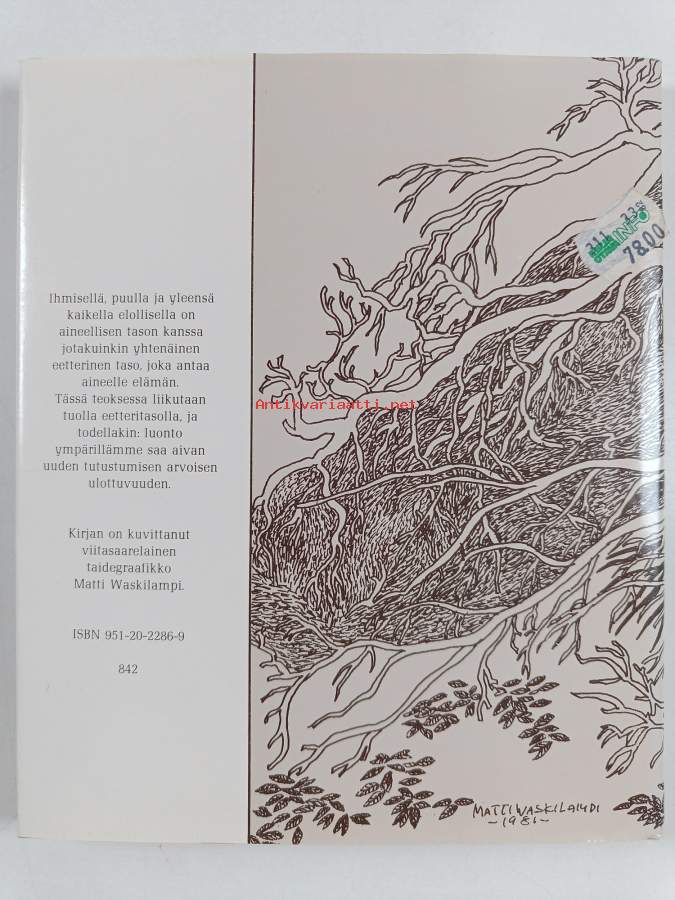 Ihmisellä, puulla ja yleensä
kaikella elollisella on
aineellisen tason kanssa
jotakuinkin yhtenäinen
eetterinen taso, joka antaa
aineelle elämän.
Tässä teoksessa liikutaan
tuolla eetteritasolla, ja
todellakin: luonto
ympärillämme saa aivan
uuden tutustumisen arvoisen
ulottuvuuden.
Kirjan on kuvittanut
viitasaarelainen
taidegraafikko
Matti Waskilampi.
ISBN 951-20-2286-9
842
INFO
78.00
Antikvariaatti.net
MATTI WASKILAMPI
-1981-